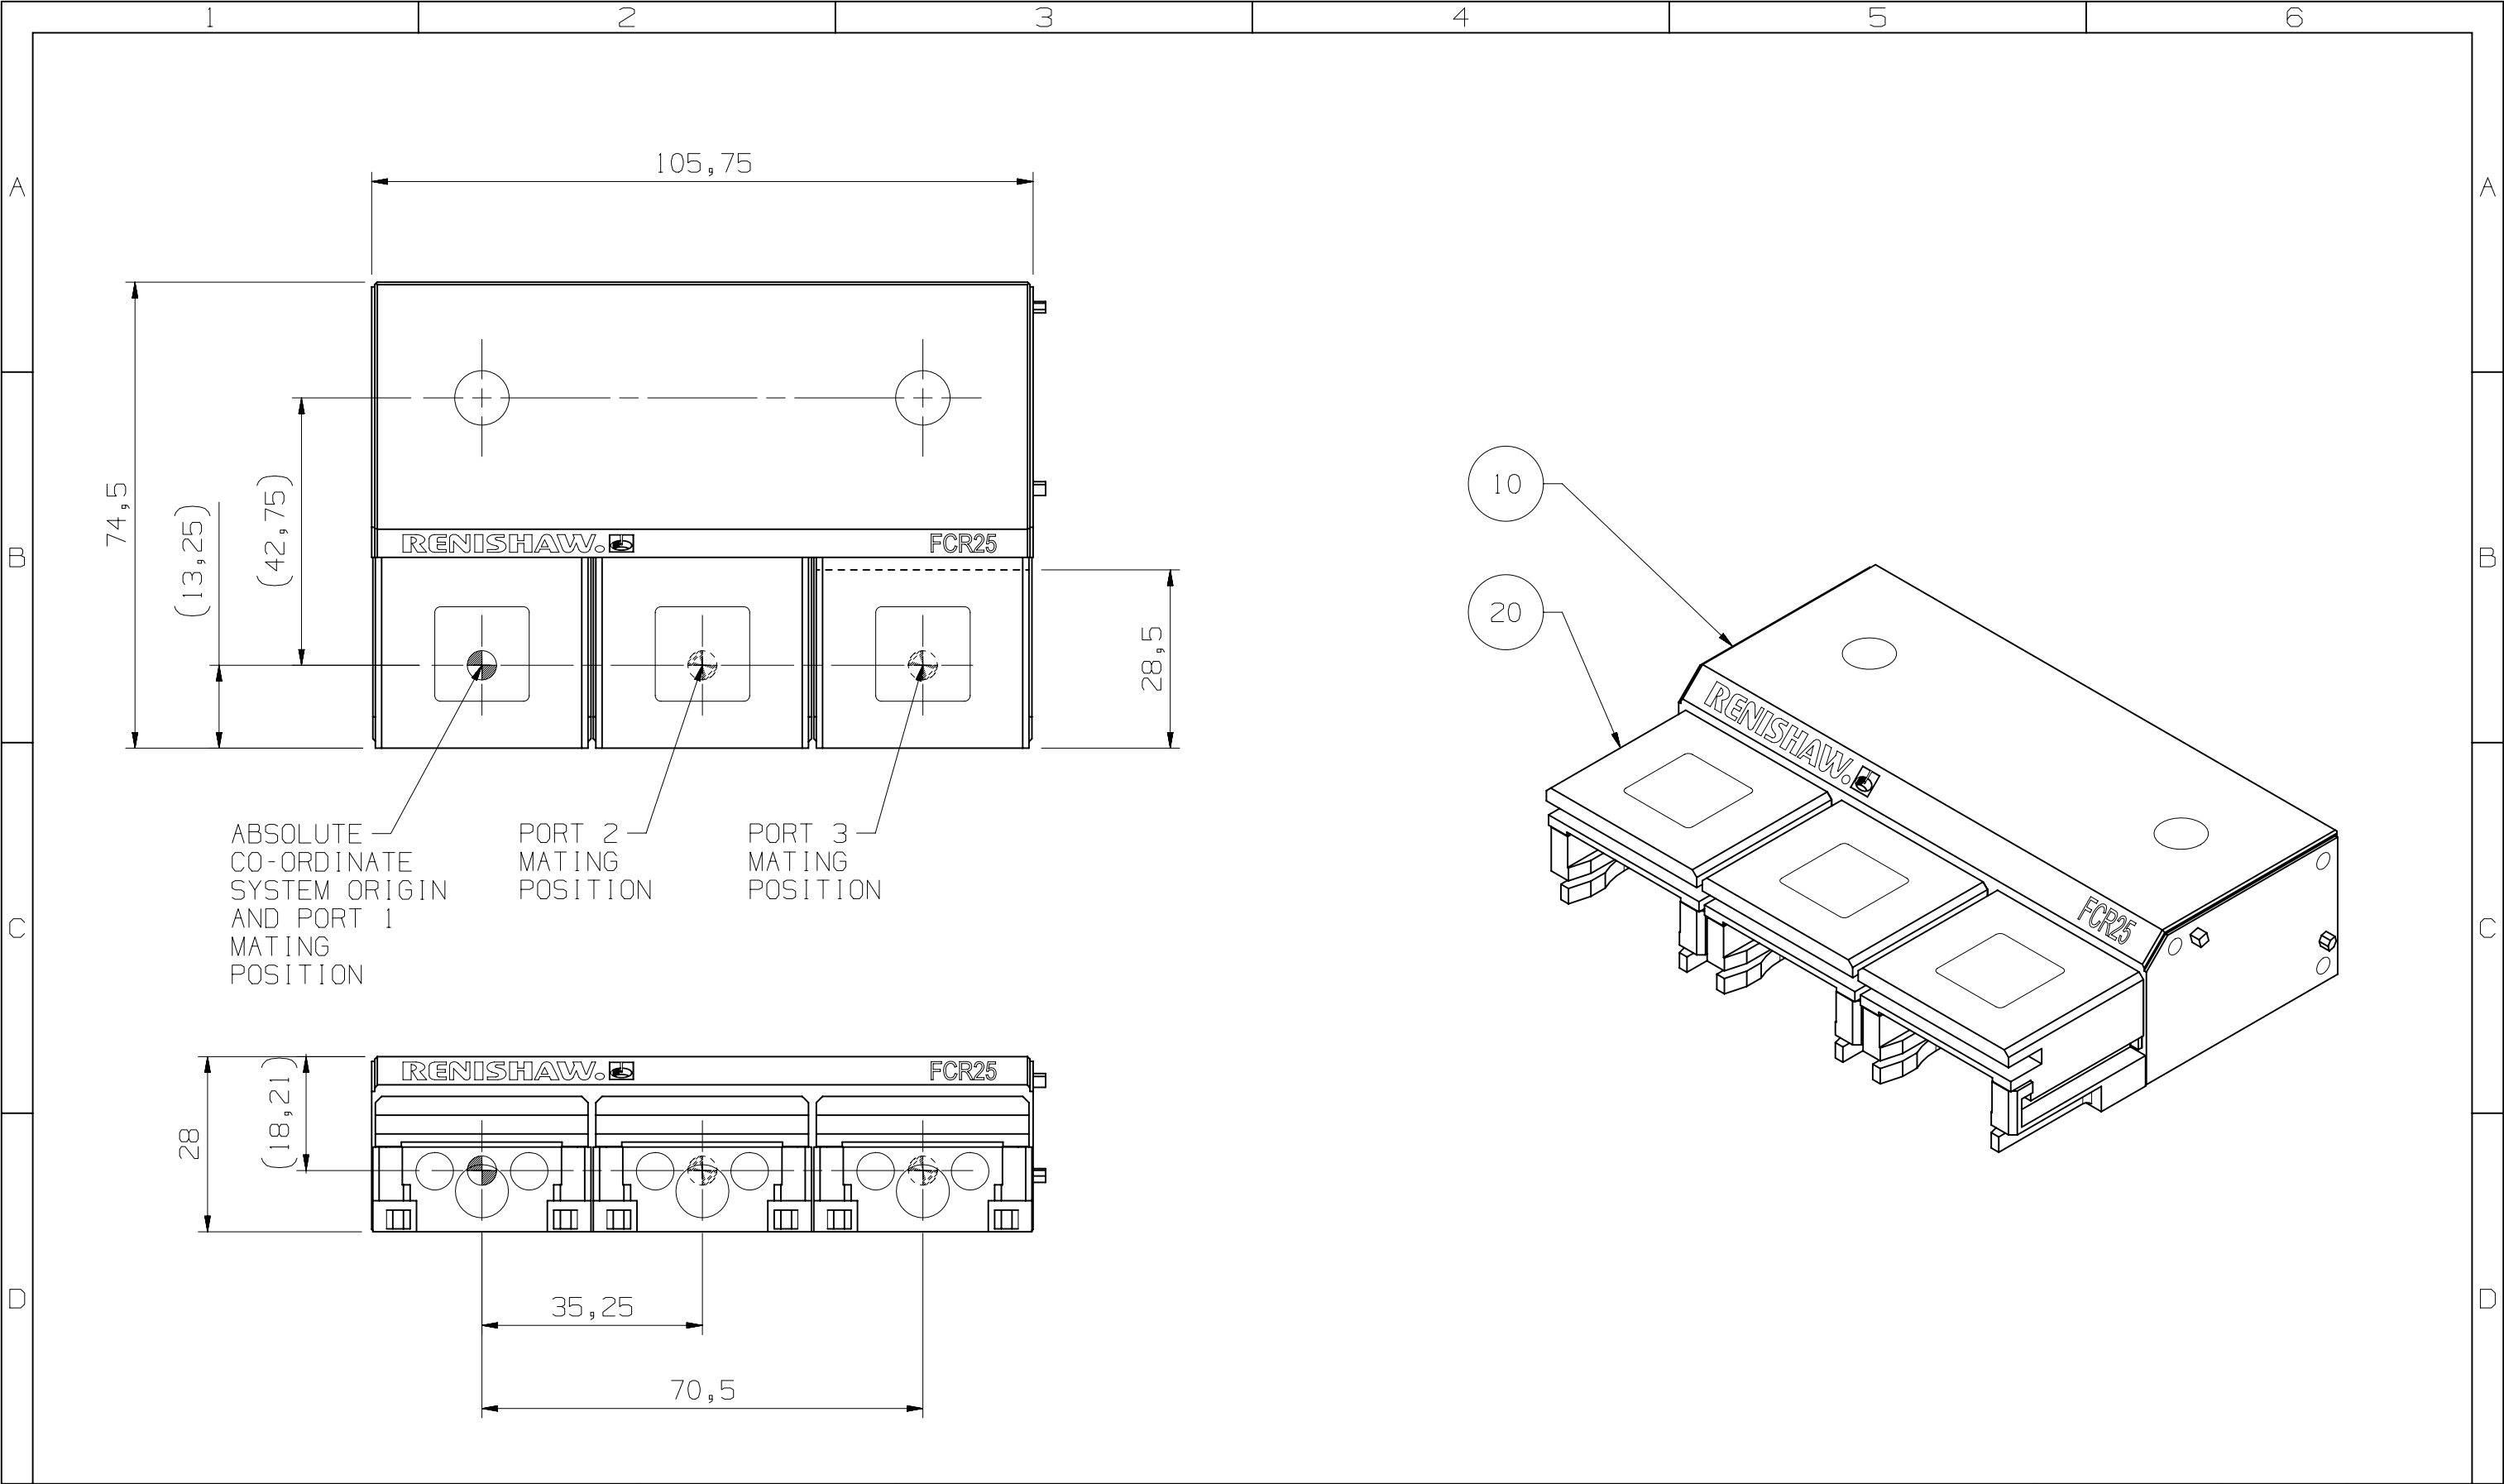 1 2 3 4 5 6
A A
105,75
74,5
(13,25)
(42,75)
RENISHAW. FCR25
28,5
B B
10
20
RENISHAW.
FCR25
ABSOLUTE
CO-ORDINATE
SYSTEM ORIGIN
AND PORT 1
MATING
POSITION
PORT 2
MATING
POSITION
PORT 3
MATING
POSITION
C C
RENISHAW. FCR25
28
(18,21)
35,25
70,5
D D